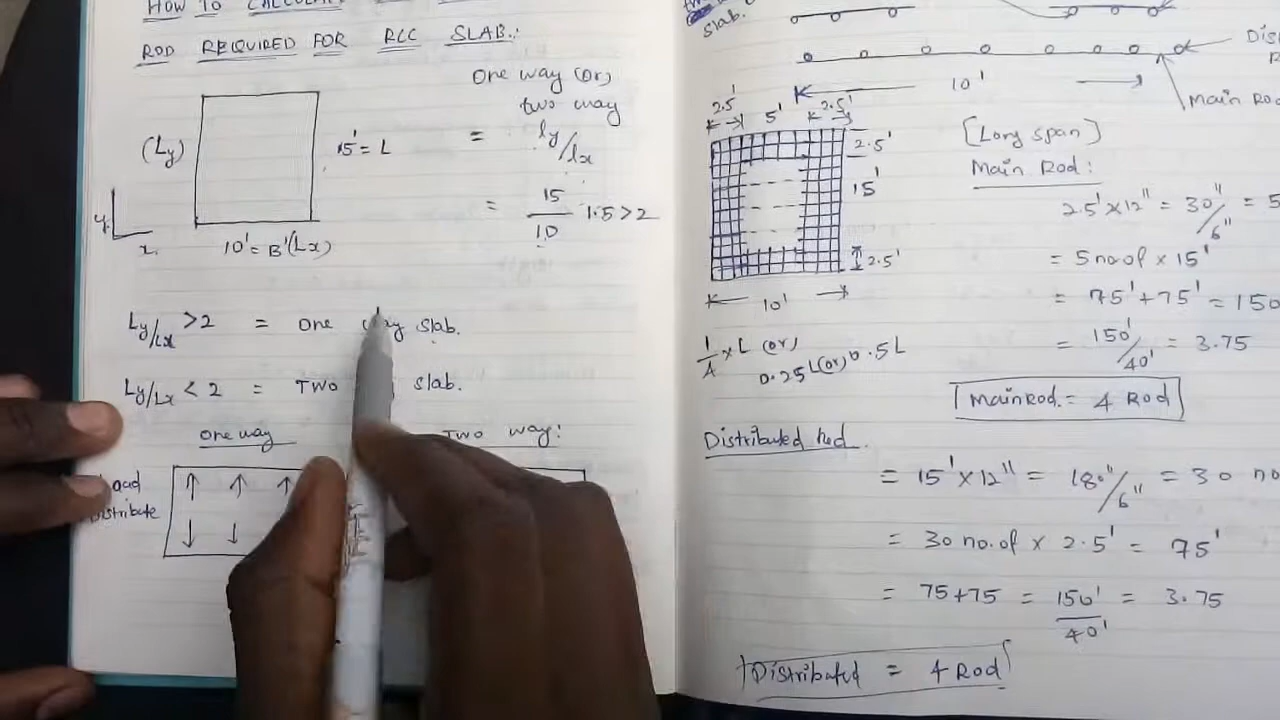 HOW TO CALCULATE
ROD REQUIRED FOR RCC SLAB:
One way (or)
two way
(Ly)
15' = L
= ly/lx
= 15/10 1.5 > 2
y
x.
10' = B'(Lx)
Ly/Lx > 2 = One way slab.
Ly/Lx < 2 = Two slab.
One way
Two way:
Load
Distribute
slab.
10'
Main Rod
2.5' 5' 2.5'
2.5'
15'
2.5'
10'
[Long span]
Main Rod:
2.5' x 12" = 30"/6" = 5
= 5 no.of x 15'
= 75' + 75' = 150
= 150'/40' = 3.75
Main Rod. = 4 Rod
1/4 x L (or)
0.25L (or) 0.5L
Distributed Rod.
= 15' x 12" = 180"/6" = 30 no
= 30 no.of x 2.5' = 75'
= 75+75 = 150'/40' = 3.75
Distributed = 4 Rod